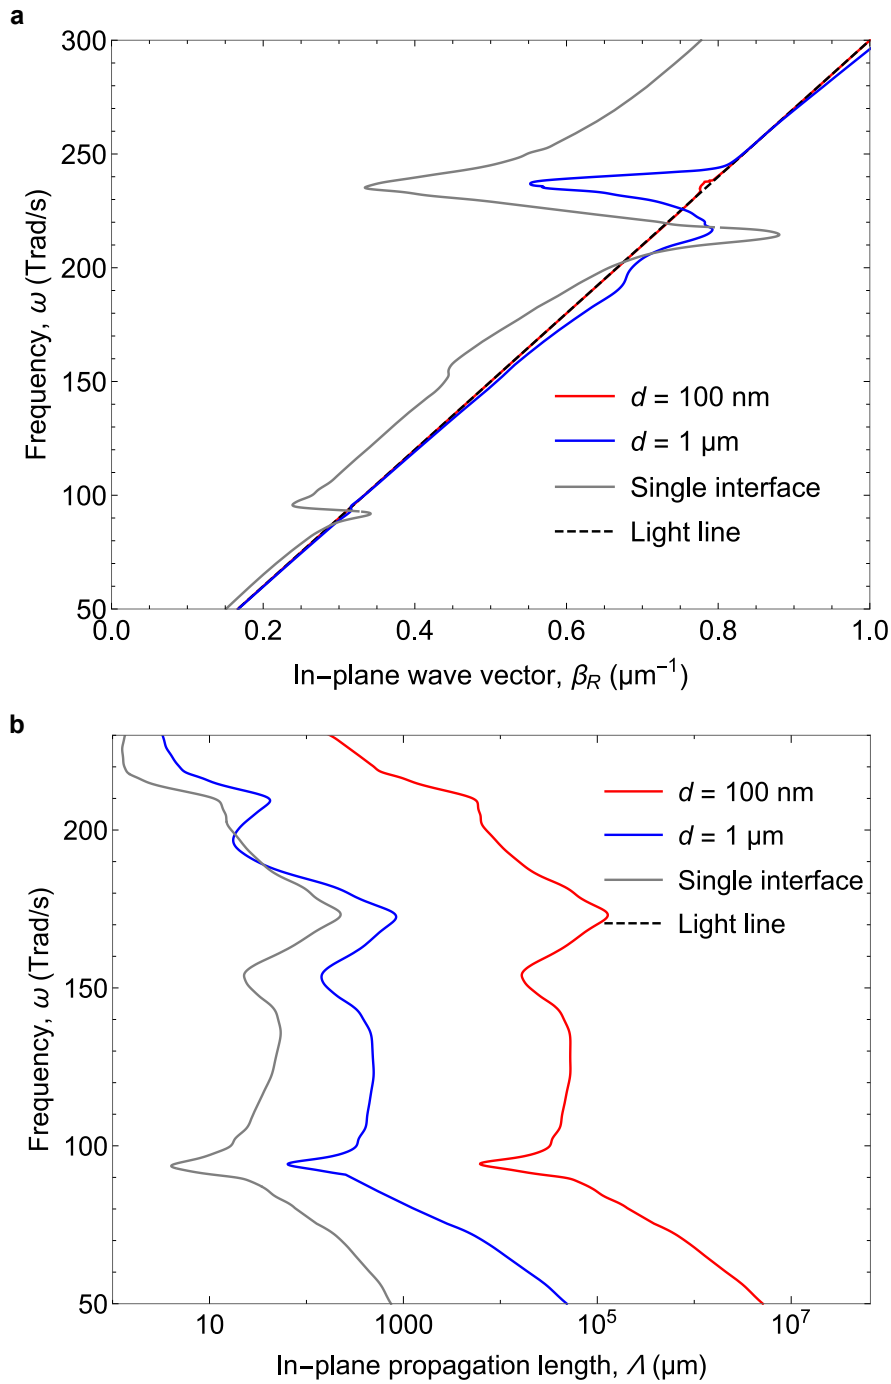 a
300
250
200
150
100
50
Frequency, ω (Trad/s)
d = 100 nm
d = 1 μm
Single interface
Light line
0.0 0.2 0.4 0.6 0.8 1.0
In−plane wave vector, βR (μm⁻¹)
b
200
150
100
50
Frequency, ω (Trad/s)
d = 100 nm
d = 1 μm
Single interface
Light line
10 1000 10⁵ 10⁷
In−plane propagation length, Λ (μm)